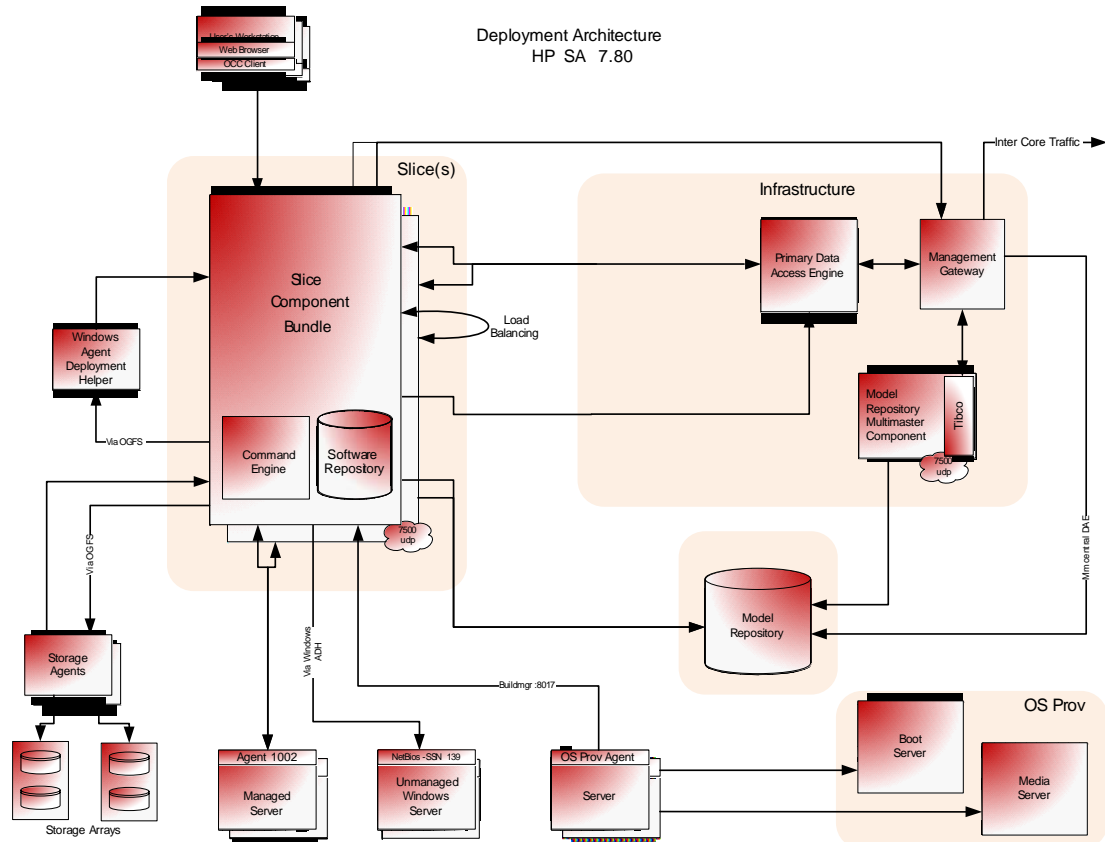 Deployment Architecture
HP SA 7.80
User's Workstation
Web Browser
OCC Client
Inter Core Traffic
Slice(s)
Infrastructure
Slice
Component
Bundle
Primary Data
Access Engine
Management
Gateway
Load
Balancing
Windows
Agent
Deployment
Helper
Model
Repository
Multimaster
Component
Tibco
7500
udp
Via OGFS
Command
Engine
Software
Repository
7500
udp
Via OGFS
Mmcentral DAE
Model
Repository
Storage
Agents
Via Windows
ADH
Buildmgr :8017
OS Prov
Boot
Server
Media
Server
Agent 1002
Managed
Server
NetBios -SSN 139
Unmanaged
Windows
Server
OS Prov Agent
Server
Storage Arrays